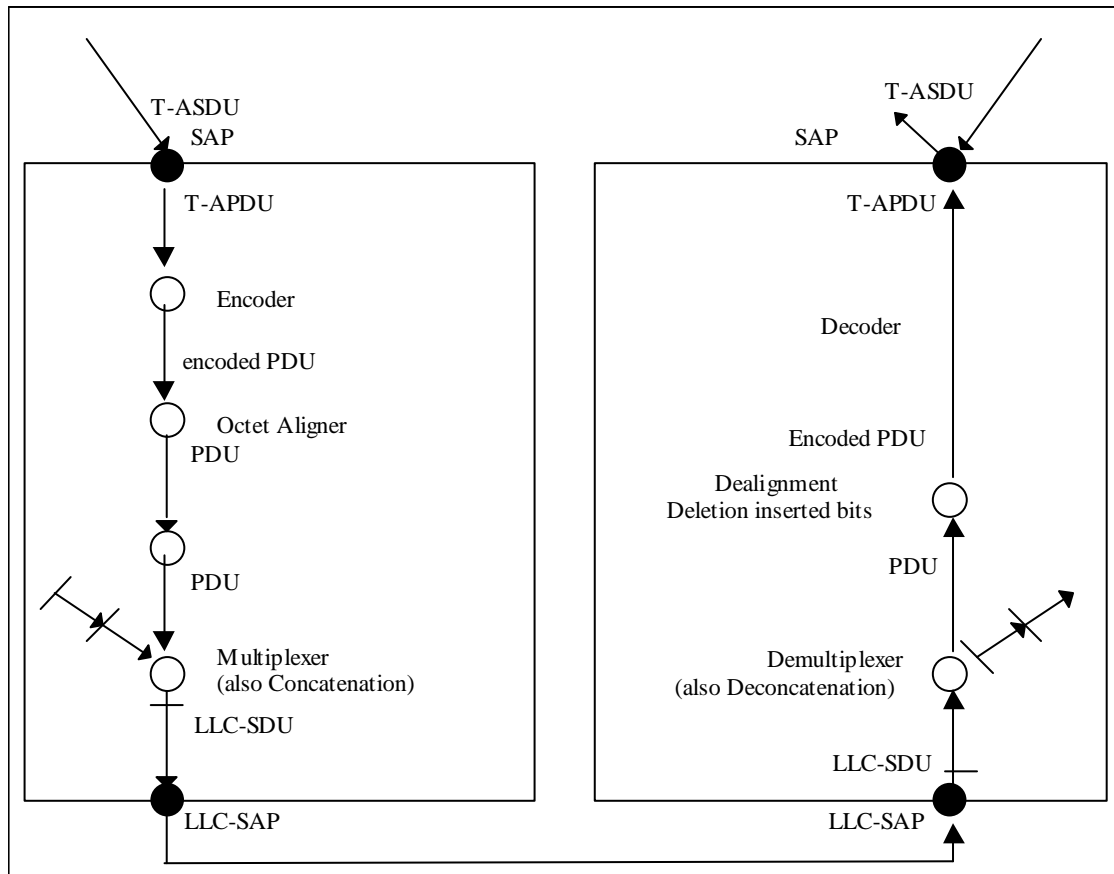 T-ASDU
SAP
T-APDU
Encoder
encoded PDU
Octet Aligner
PDU
PDU
Multiplexer
(also Concatenation)
LLC-SDU
LLC-SAP
T-ASDU
SAP
T-APDU
Decoder
Encoded PDU
Dealignment
Deletion inserted bits
PDU
Demultiplexer
(also Deconcatenation)
LLC-SDU
LLC-SAP